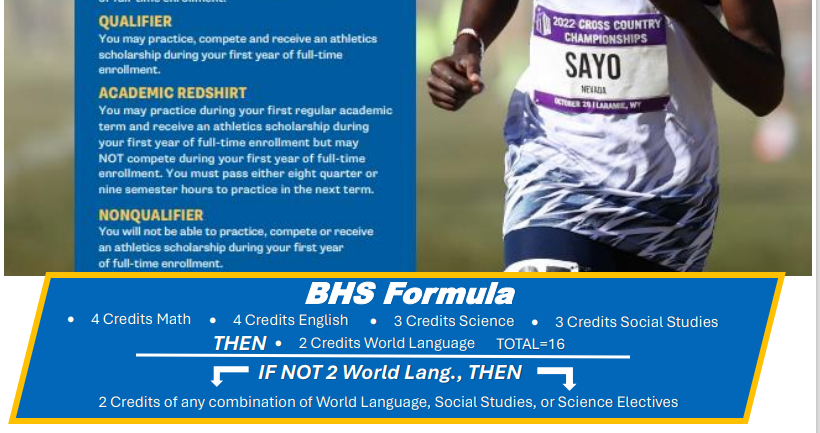 of full-time enrollment.
QUALIFIER
You may practice, compete and receive an athletics
scholarship during your first year of full-time
enrollment.
ACADEMIC REDSHIRT
You may practice during your first regular academic
term and receive an athletics scholarship during
your first year of full-time enrollment but may
NOT compete during your first year of full-time
enrollment. You must pass either eight quarter or
nine semester hours to practice in the next term.
NONQUALIFIER
You will not be able to practice, compete or receive
an athletics scholarship during your first year
of full-time enrollment.
2022 CROSS COUNTRY
CHAMPIONSHIPS
SAYO
NEVADA
OCTOBER 28 | LARAMIE, WY
BHS Formula
• 4 Credits Math • 4 Credits English • 3 Credits Science • 3 Credits Social Studies
THEN • 2 Credits World Language TOTAL=16
IF NOT 2 World Lang., THEN
2 Credits of any combination of World Language, Social Studies, or Science Electives